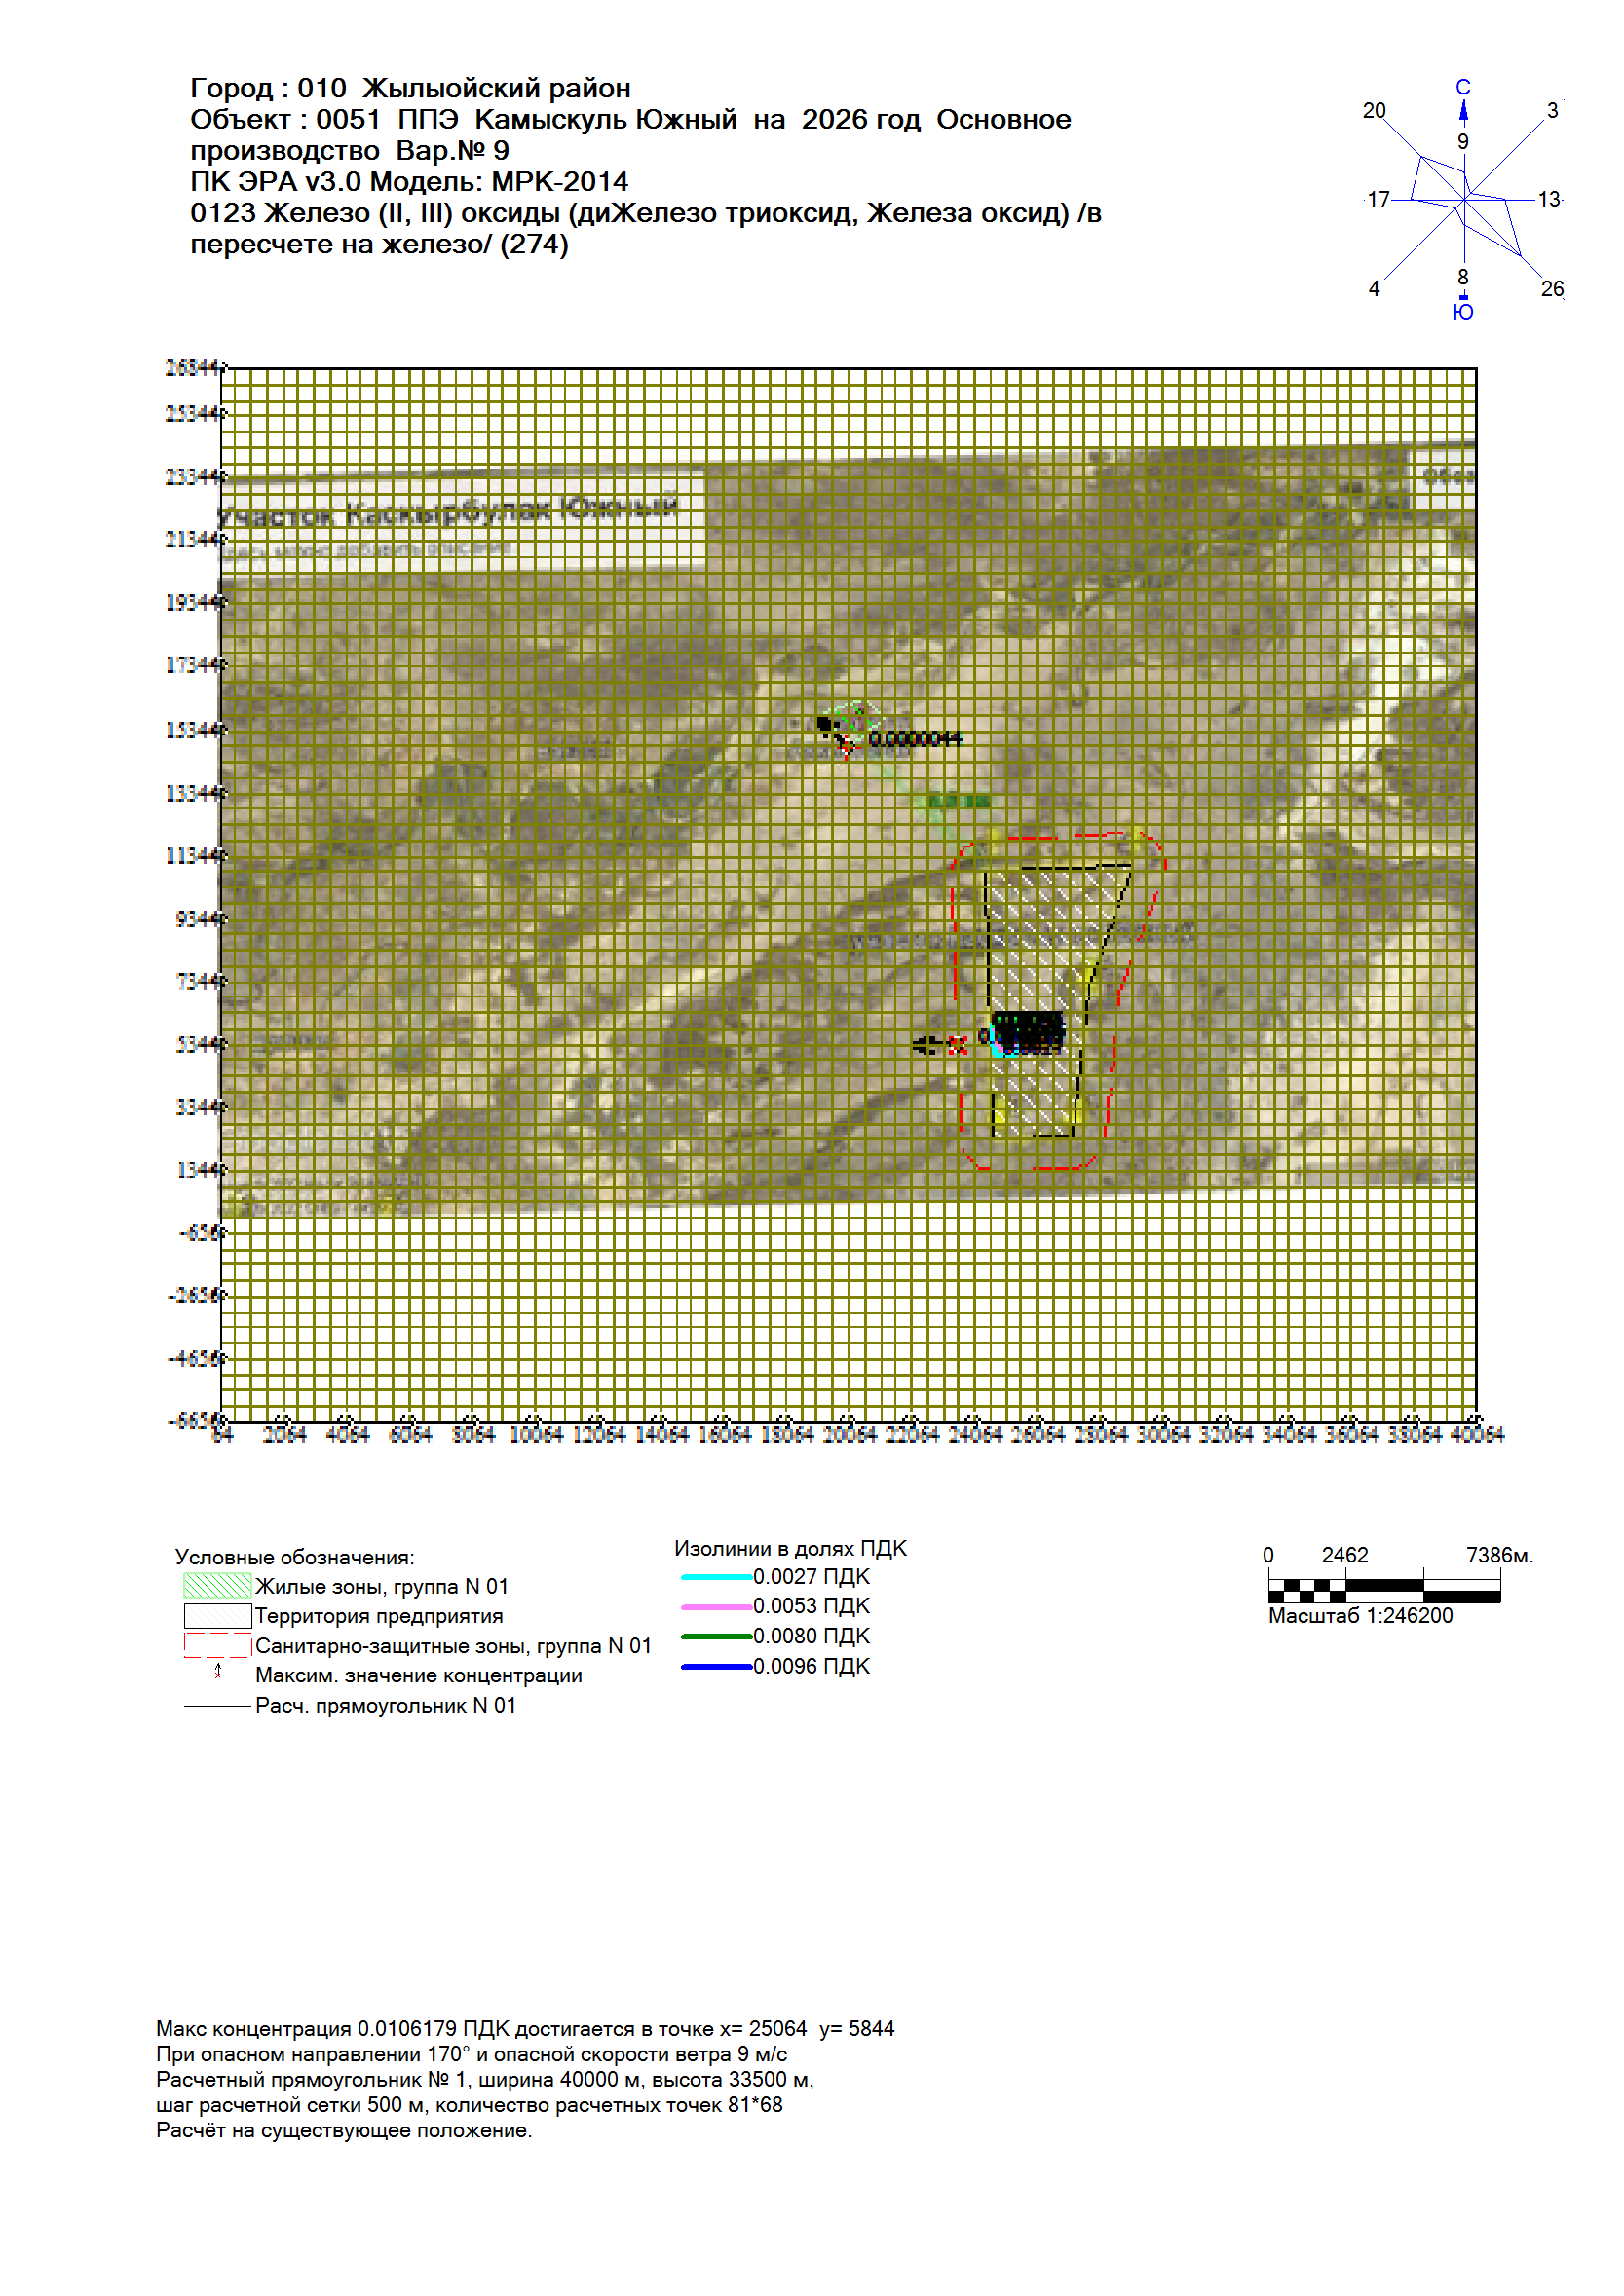 Город : 010  Жылыойский район
Объект : 0051  ППЭ_Камыскуль Южный_на_2026 год_Основное
производство  Вар.№ 9
ПК ЭРА v3.0 Модель: МРК-2014
0123 Железо (II, III) оксиды (диЖелезо триоксид, Железа оксид) /в
пересчете на железо/ (274)
С
20
3
9
17
13
8
4
26
Ю
26844
25344
23344
Участок Каскырбулак Южный
21344
19344
17344
15344
0.0000044
13344
11344
9344
7344
5344
3344
1344
-656
-2656
-4656
-6656
64 2064 4064 6064 8064 10064 12064 14064 16064 18064 20064 22064 24064 26064 28064 30064 32064 34064 36064 38064 40064
Условные обозначения:
Жилые зоны, группа N 01
Территория предприятия
Санитарно-защитные зоны, группа N 01
Максим. значение концентрации
Расч. прямоугольник N 01
Изолинии в долях ПДК
0.0027 ПДК
0.0053 ПДК
0.0080 ПДК
0.0096 ПДК
0 2462 7386м.
Масштаб 1:246200
Макс концентрация 0.0106179 ПДК достигается в точке x= 25064  y= 5844
При опасном направлении 170° и опасной скорости ветра 9 м/с
Расчетный прямоугольник № 1, ширина 40000 м, высота 33500 м,
шаг расчетной сетки 500 м, количество расчетных точек 81*68
Расчёт на существующее положение.